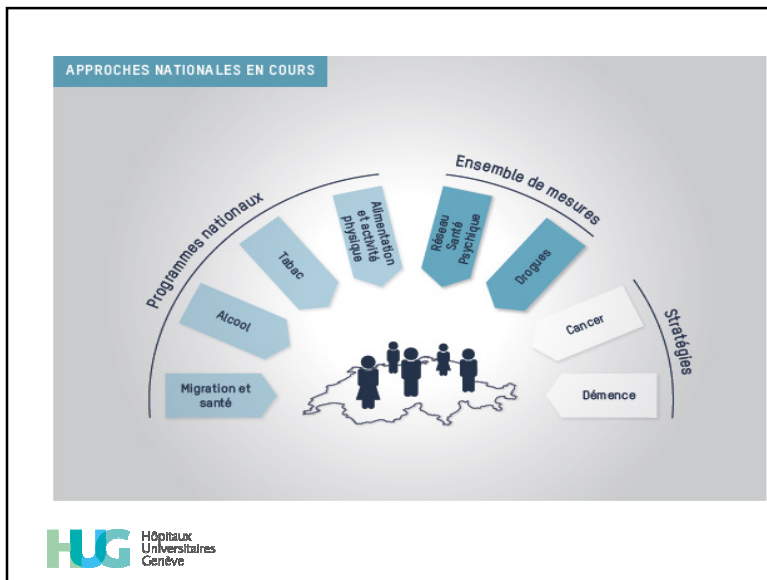 APPROCHES NATIONALES EN COURS
Programmes nationaux
Ensemble de mesures
Stratégies
Migration et
santé
Alcool
Tabac
Alimentation
et activité
physique
Réseau
Santé
Psychique
Drogues
Cancer
Démence
HUG
Hôpitaux
Universitaires
Genève